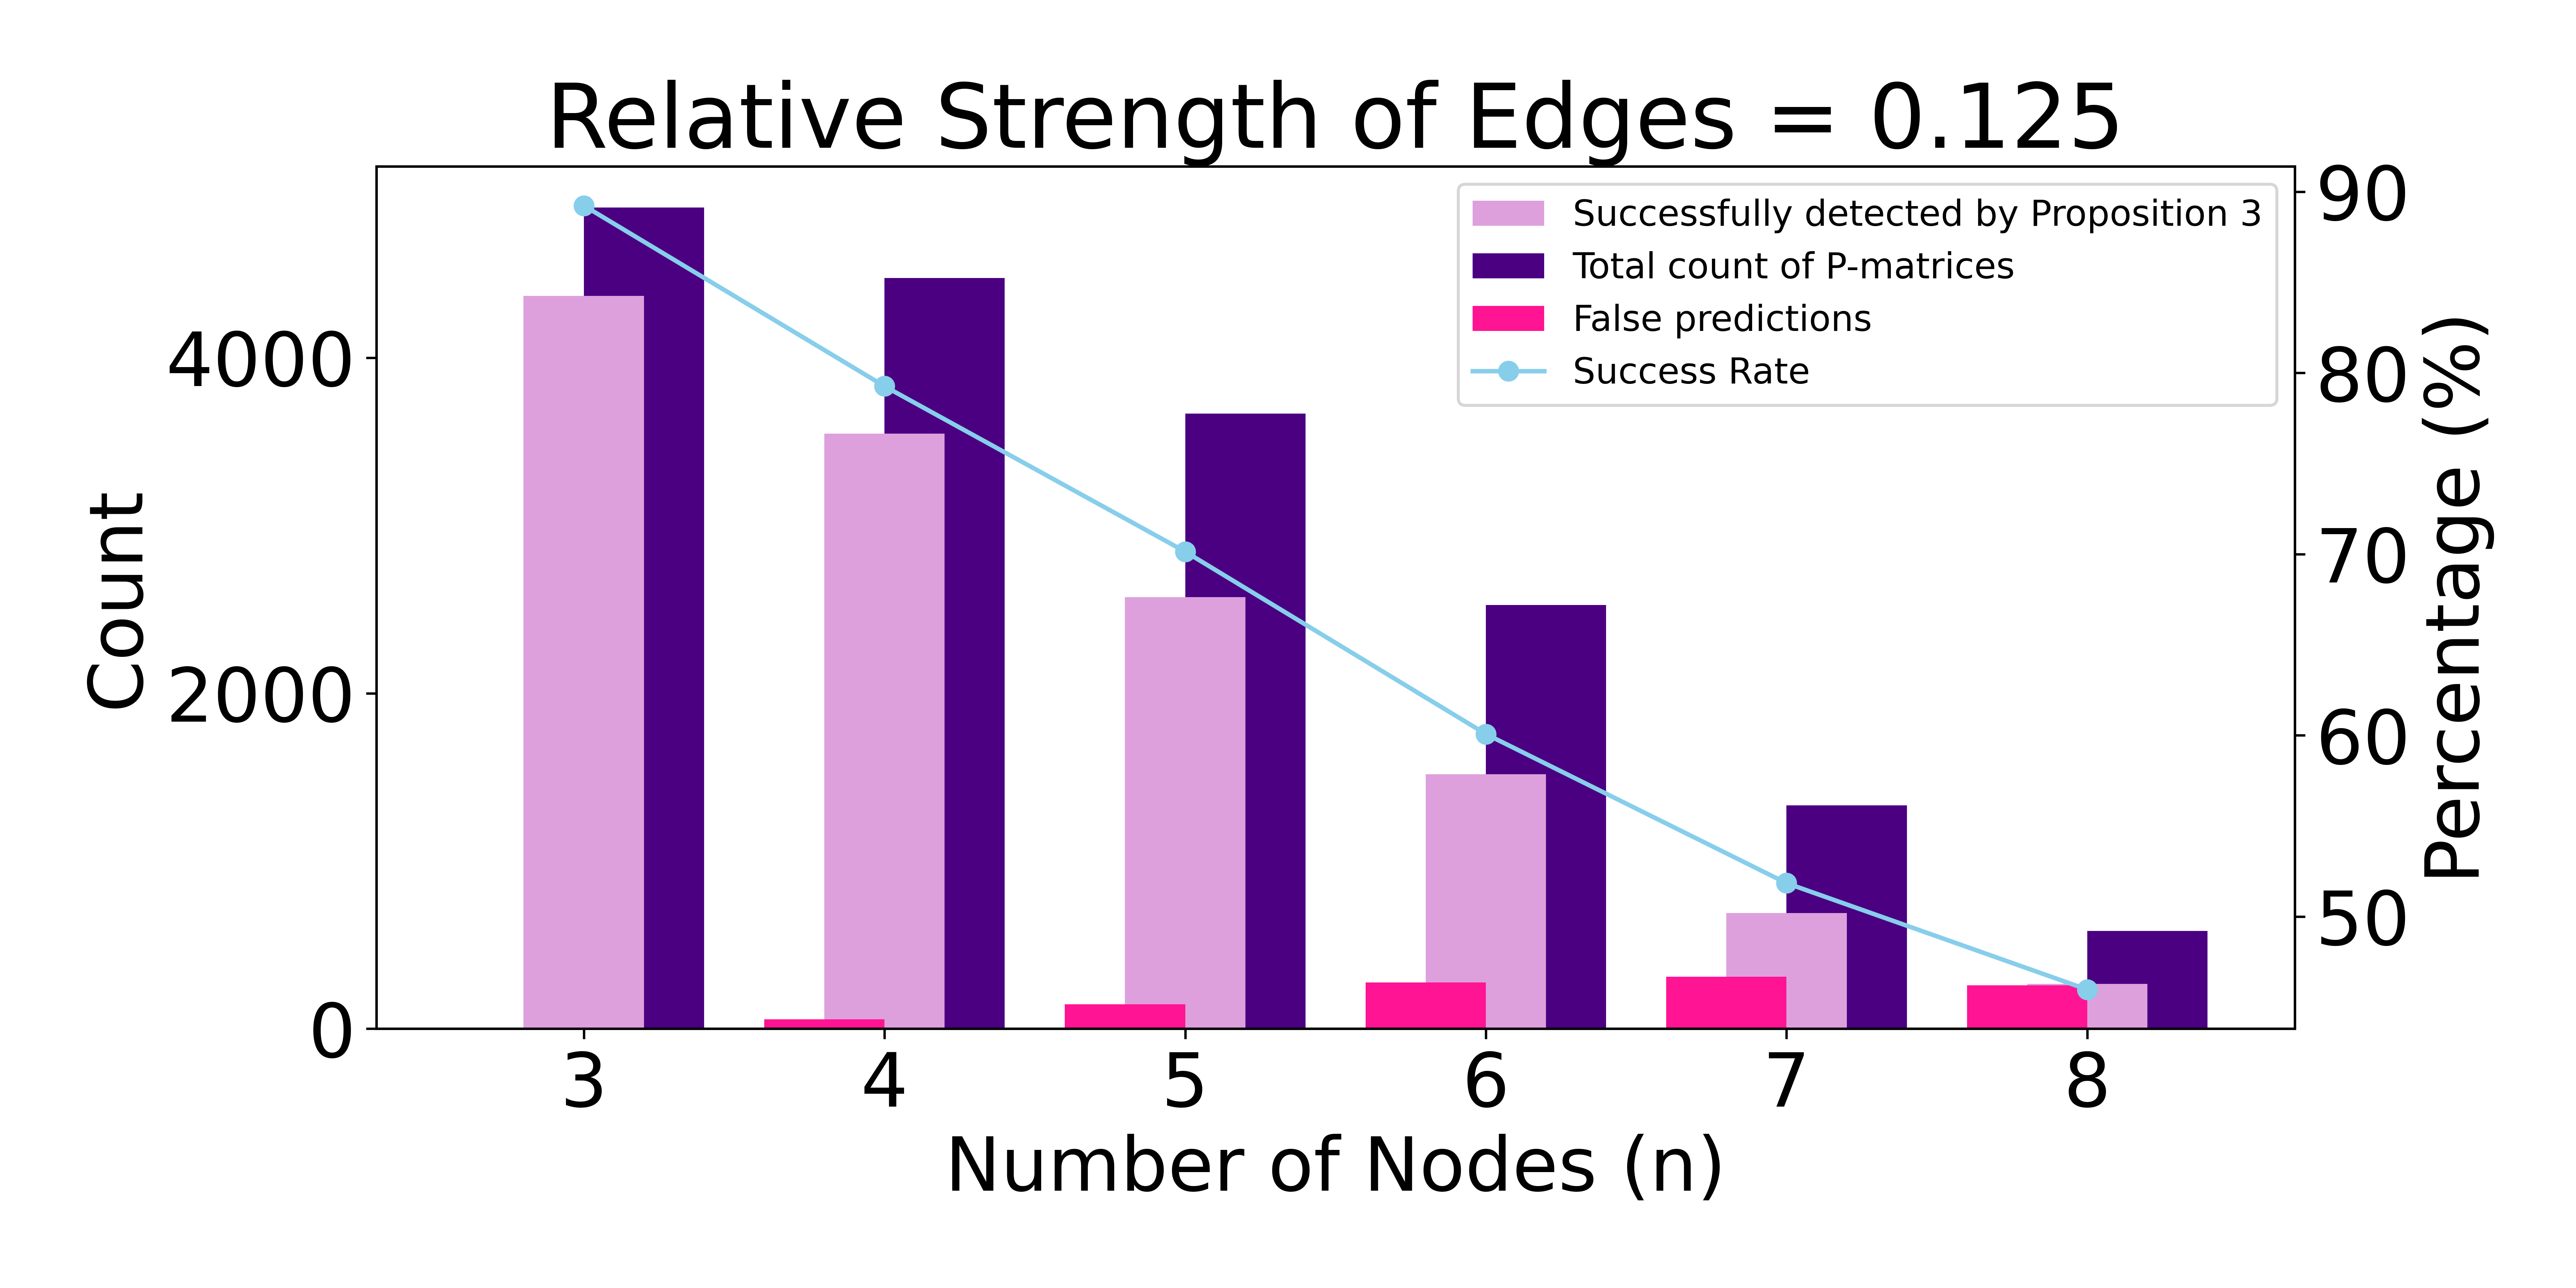 Relative Strength of Edges = 0.125
Successfully detected by Proposition 3
Total count of P-matrices
False predictions
Success Rate
Count
4000
2000
0
90
80
70
60
50
Percentage (%)
3 4 5 6 7 8
Number of Nodes (n)